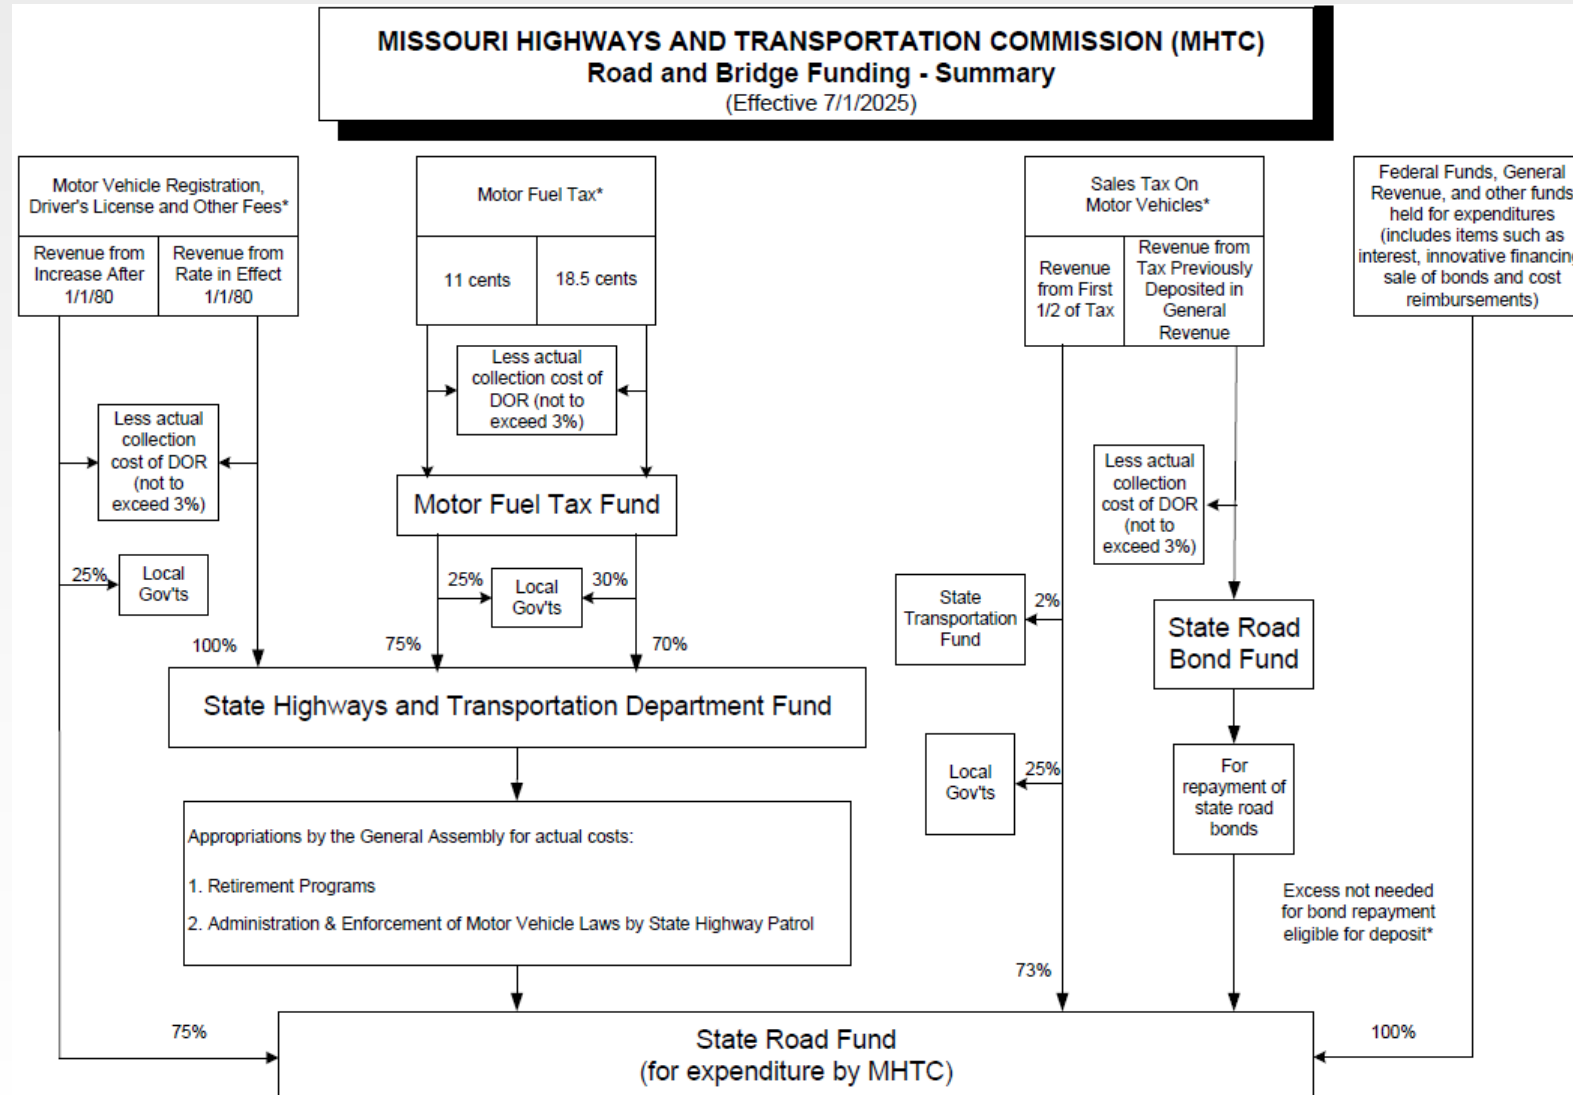 MISSOURI HIGHWAYS AND TRANSPORTATION COMMISSION (MHTC)
Road and Bridge Funding - Summary
(Effective 7/1/2025)
Motor Vehicle Registration,
Driver's License and Other Fees*
Revenue from
Increase After
1/1/80
Revenue from
Rate in Effect
1/1/80
Motor Fuel Tax*
11 cents
18.5 cents
Sales Tax On
Motor Vehicles*
Revenue
from First
1/2 of Tax
Revenue from
Tax Previously
Deposited in
General
Revenue
Federal Funds, General
Revenue, and other funds
held for expenditures
(includes items such as
interest, innovative financing
sale of bonds and cost
reimbursements)
Less actual
collection cost of
DOR (not to
exceed 3%)
Less actual
collection
cost of DOR
(not to
exceed 3%)
Less actual
collection
cost of DOR
(not to
exceed 3%)
Motor Fuel Tax Fund
25%
Local
Gov'ts
25%
Local
Gov'ts
30%
State
Transportation
Fund
2%
State Road
Bond Fund
100%
75%
70%
State Highways and Transportation Department Fund
Local
Gov'ts
25%
For
repayment of
state road
bonds
Appropriations by the General Assembly for actual costs:
1. Retirement Programs
2. Administration & Enforcement of Motor Vehicle Laws by State Highway Patrol
Excess not needed
for bond repayment
eligible for deposit*
73%
75%
State Road Fund
(for expenditure by MHTC)
100%